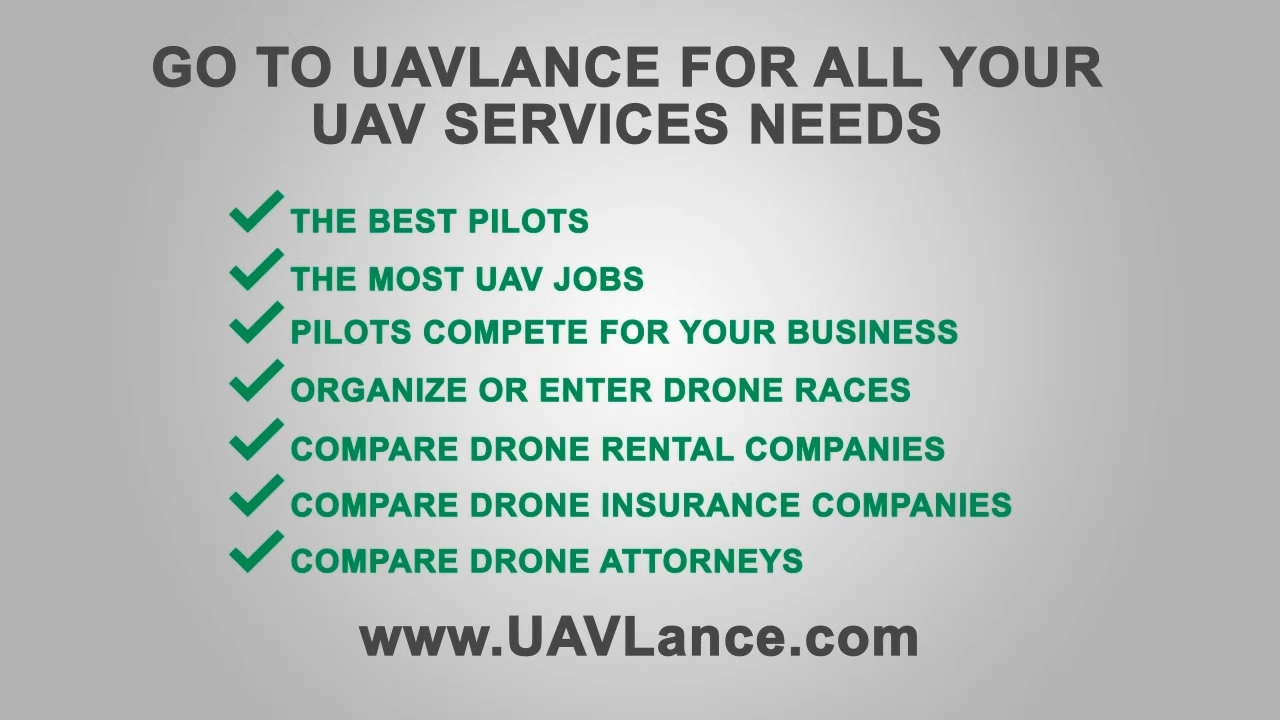 GO TO UAVLANCE FOR ALL YOUR
UAV SERVICES NEEDS
THE BEST PILOTS
THE MOST UAV JOBS
PILOTS COMPETE FOR YOUR BUSINESS
ORGANIZE OR ENTER DRONE RACES
COMPARE DRONE RENTAL COMPANIES
COMPARE DRONE INSURANCE COMPANIES
COMPARE DRONE ATTORNEYS
www.UAVLance.com